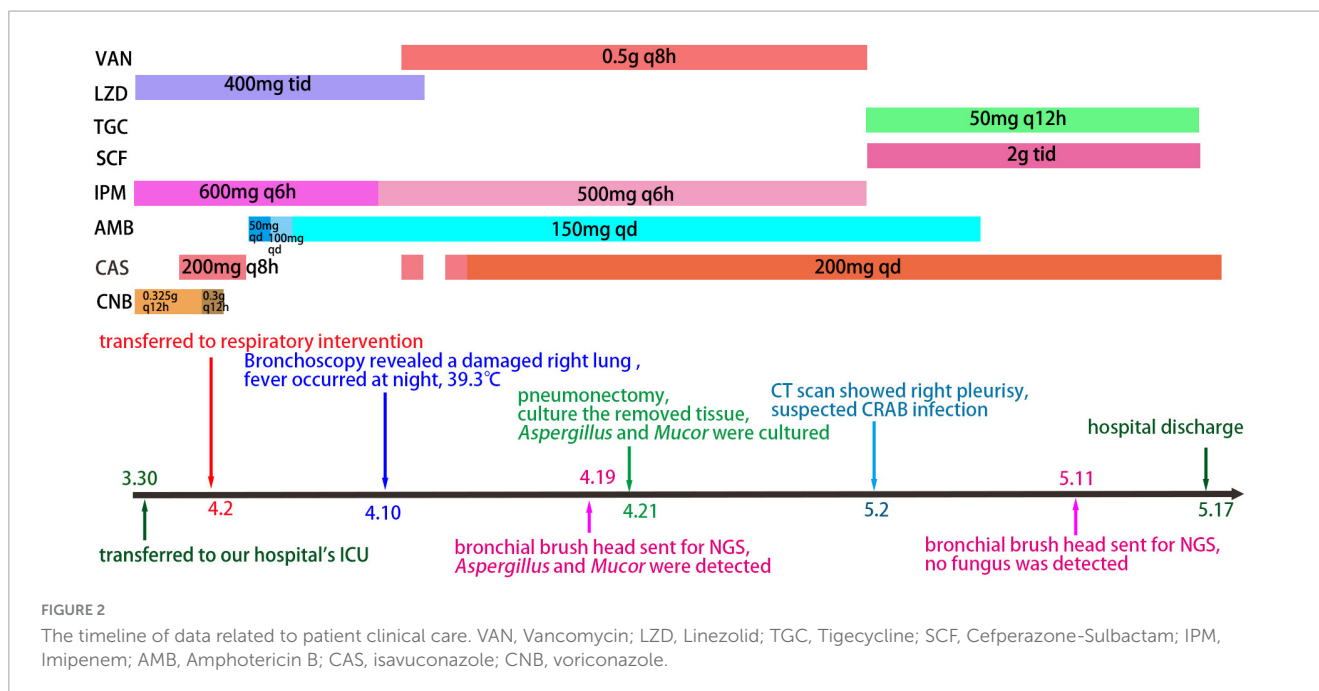 VAN 0.5g q8h
LZD 400mg tid
TGC 50mg q12h
SCF 2g tid
IPM 600mg q6h 500mg q6h
AMB 50mg qd 100mg qd 150mg qd
CAS 200mg q8h 200mg qd
CNB 0.325g q12h 0.3g q12h
transferred to respiratory intervention
Bronchoscopy revealed a damaged right lung ,
fever occurred at night, 39.3℃
pneumonectomy,
culture the removed tissue,
Aspergillus and Mucor were cultured
CT scan showed right pleurisy,
suspected CRAB infection
hospital discharge
3.30 4.19 5.11
4.2 4.10 4.21 5.2 5.17
transferred to our hospital's ICU
bronchial brush head sent for NGS,
Aspergillus and Mucor were detected
bronchial brush head sent for NGS,
no fungus was detected
FIGURE 2
The timeline of data related to patient clinical care. VAN, Vancomycin; LZD, Linezolid; TGC, Tigecycline; SCF, Cefperazone-Sulbactam; IPM,
Imipenem; AMB, Amphotericin B; CAS, isavuconazole; CNB, voriconazole.